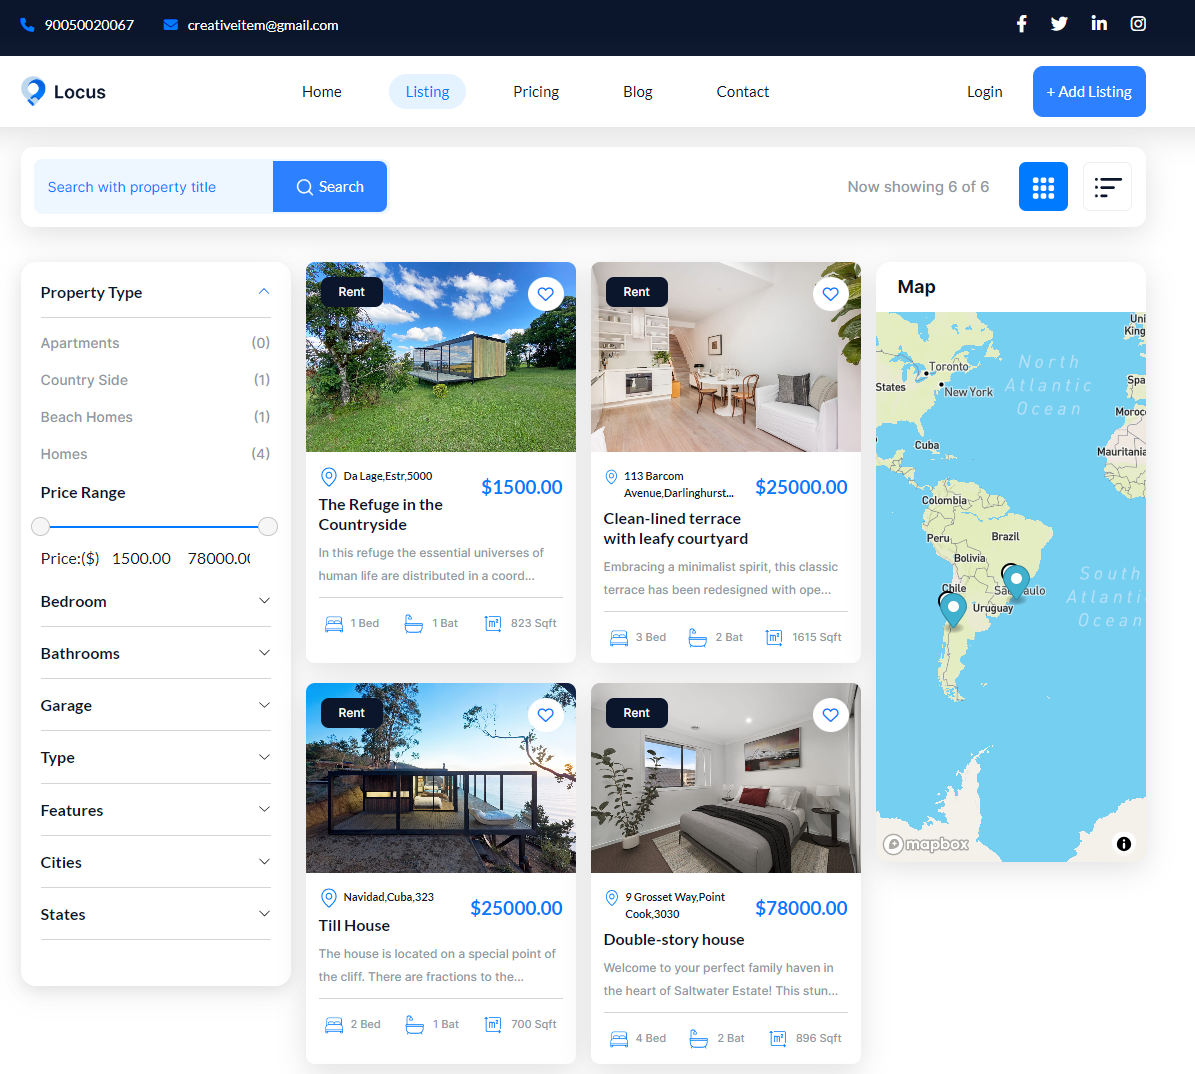 90050020067
creativeitem@gmail.com
Locus
Home
Listing
Pricing
Blog
Contact
Login
+ Add Listing
Search with property title
Search
Now showing 6 of 6
Property Type
Apartments (0)
Country Side (1)
Beach Homes (1)
Homes (4)
Price Range
Price:($) 1500.00 78000.0
Bedroom
Bathrooms
Garage
Type
Features
Cities
States
Rent
Da Lage,Estr,5000
$1500.00
The Refuge in the
Countryside
In this refuge the essential universes of
human life are distributed in a coord...
1 Bed
1 Bat
823 Sqft
Rent
113 Barcom
Avenue,Darlinghurst...
$25000.00
Clean-lined terrace
with leafy courtyard
Embracing a minimalist spirit, this classic
terrace has been redesigned with ope...
3 Bed
2 Bat
1615 Sqft
Rent
Navidad,Cuba,323
$25000.00
Till House
The house is located on a special point of
the cliff. There are fractions to the...
2 Bed
1 Bat
700 Sqft
Rent
9 Grosset Way,Point
Cook,3030
$78000.00
Double-story house
Welcome to your perfect family haven in
the heart of Saltwater Estate! This stun...
4 Bed
2 Bat
896 Sqft
Map
Uni
King
North
Atlantic
Ocean
Toronto
New York
States
Spa
Moroc
Cuba
Mauritania
Colombia
Peru
Brazil
Bolivia
Chile
Uruguay
South
Atlanti
Ocean
mapbox